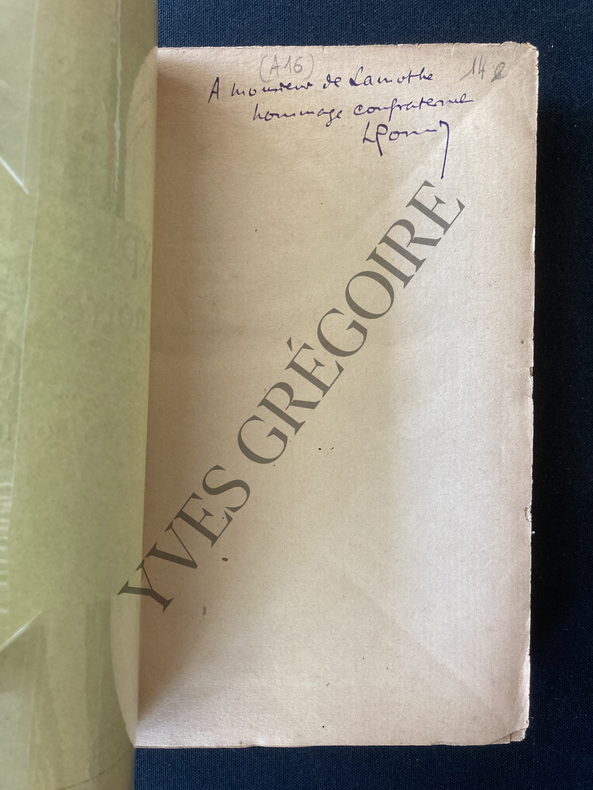 (A16)
14
A monsieur de Lamothe
hommage confraternel
YVES GRÉGOIRE